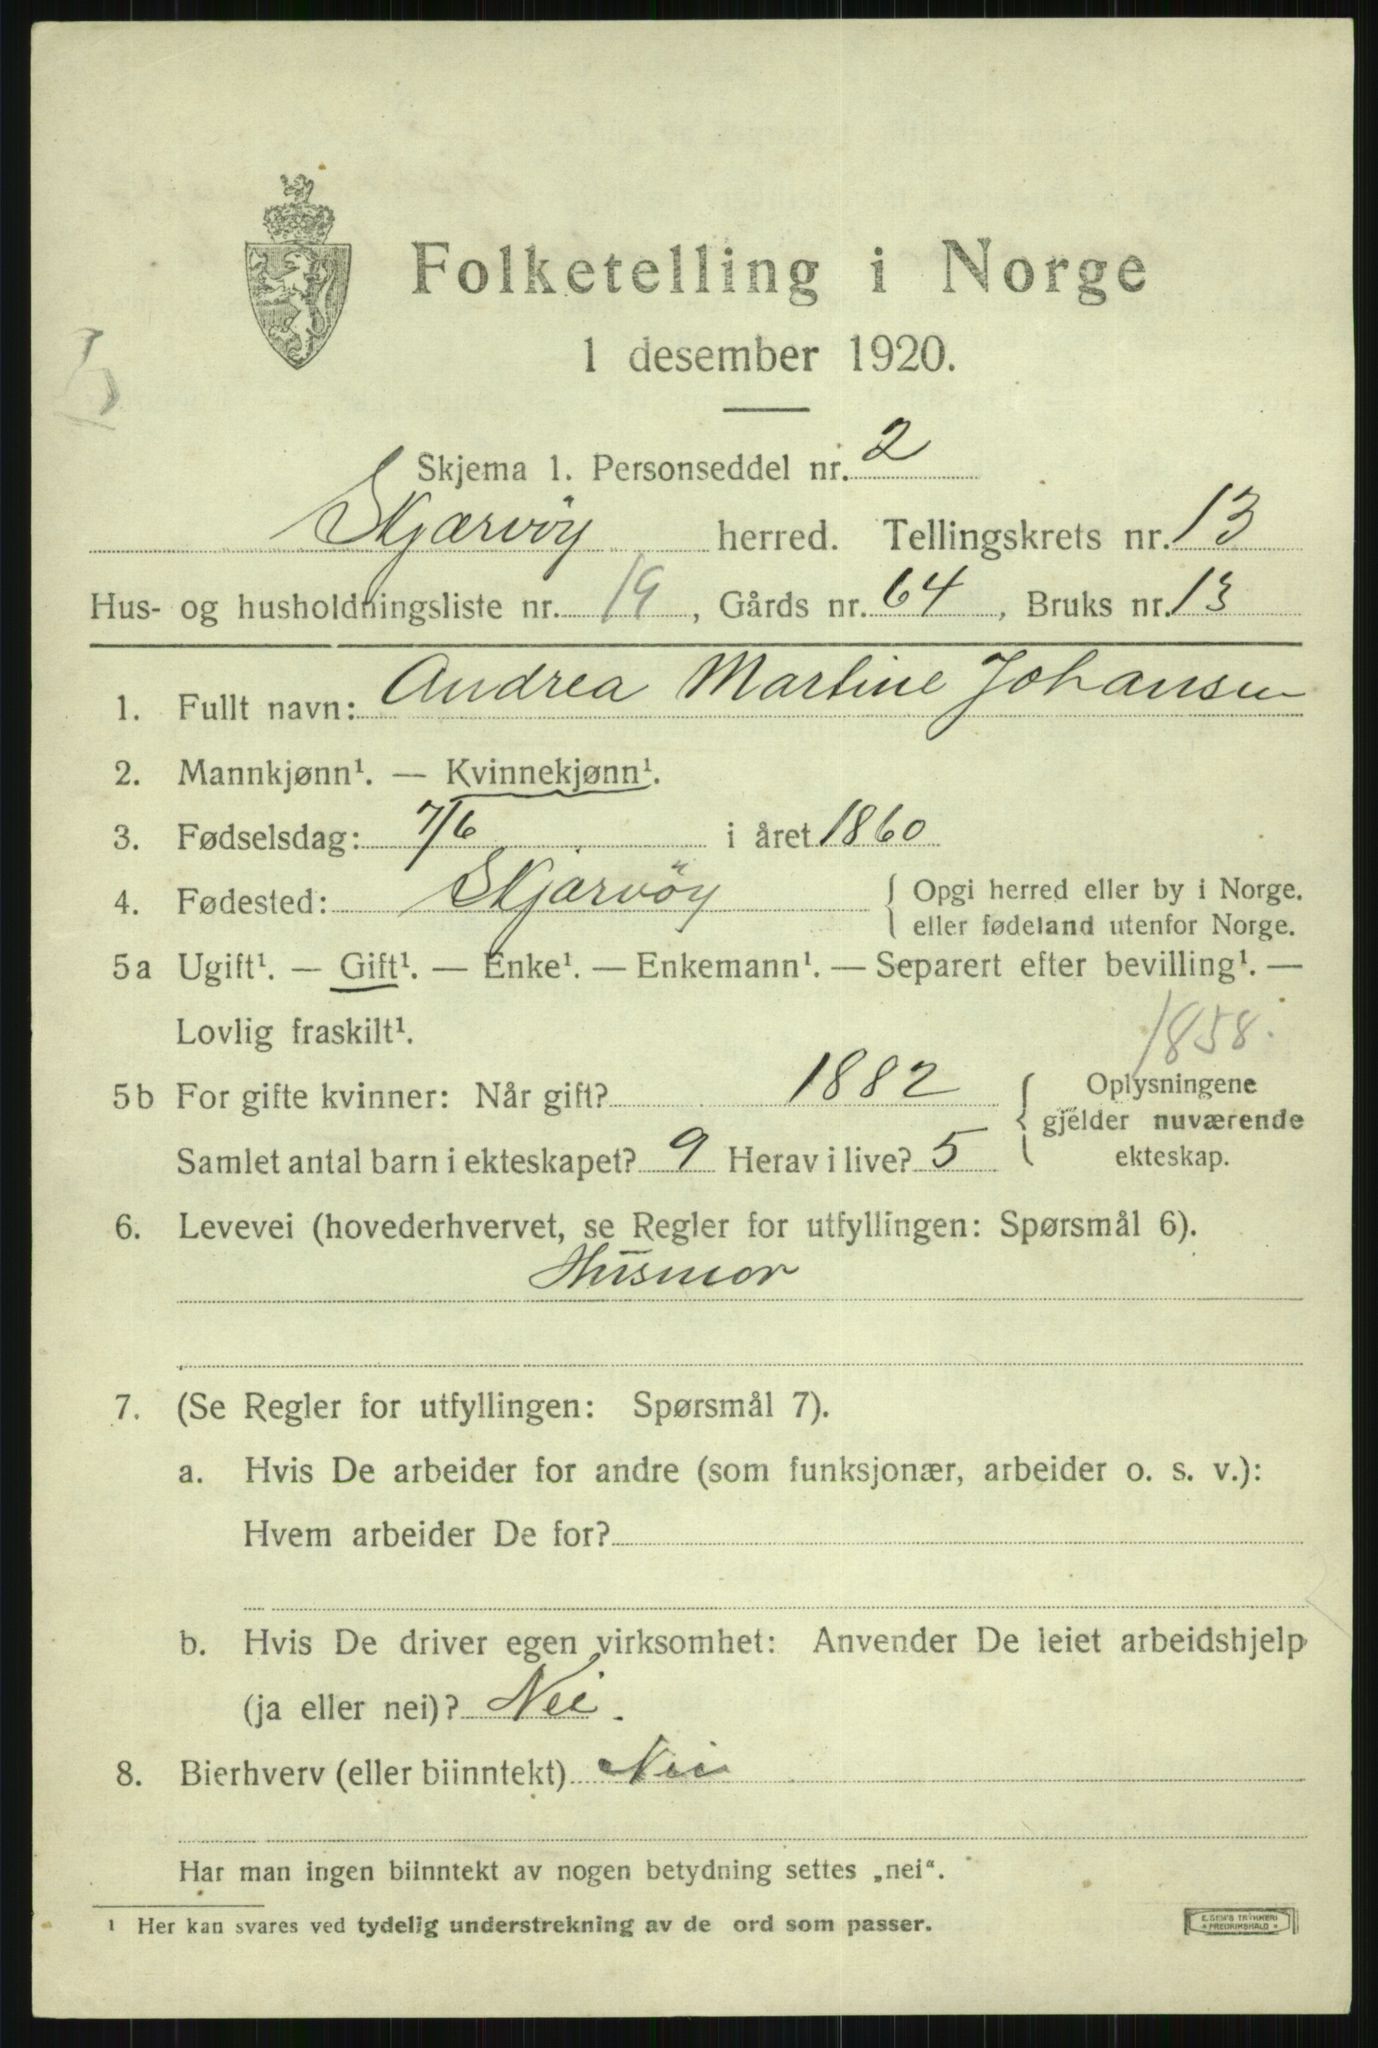 Folketelling i Norge
1 desember 1920.
Skjema 1. Personseddel nr. 2
Skjærvöy herred. Tellingskrets nr. 13
Hus- og husholdningsliste nr. 19, Gårds nr. 64, Bruks nr. 13
1. Fullt navn: Andrea Martine Johansen
2. Mannkjønn¹. — Kvinnekjønn¹.
3. Fødselsdag: 7/6 i året 1860
4. Fødested: Skjærvöy { Opgi herred eller by i Norge.
eller fødeland utenfor Norge.
5a Ugift¹. — Gift¹. — Enke¹. — Enkemann¹. — Separert efter bevilling¹. —
Lovlig fraskilt¹.
1858.
5b For gifte kvinner: Når gift? 1882 { Oplysningene
gjelder nuværende
Samlet antal barn i ekteskapet? 9 Herav i live? 5 ekteskap.
6. Levevei (hovederhvervet, se Regler for utfyllingen: Spørsmål 6).
Husmor
7. (Se Regler for utfyllingen: Spørsmål 7).
a. Hvis De arbeider for andre (som funksjonær, arbeider o. s. v.):
Hvem arbeider De for?
b. Hvis De driver egen virksomhet: Anvender De leiet arbeidshjelp
(ja eller nei)? Nei.
8. Bierhverv (eller biinntekt) Nei
Har man ingen biinntekt av nogen betydning settes „nei“.
¹ Her kan svares ved tydelig understrekning av de ord som passer.
E. SEM'S TRYKKERI
FREDRIKSHALD